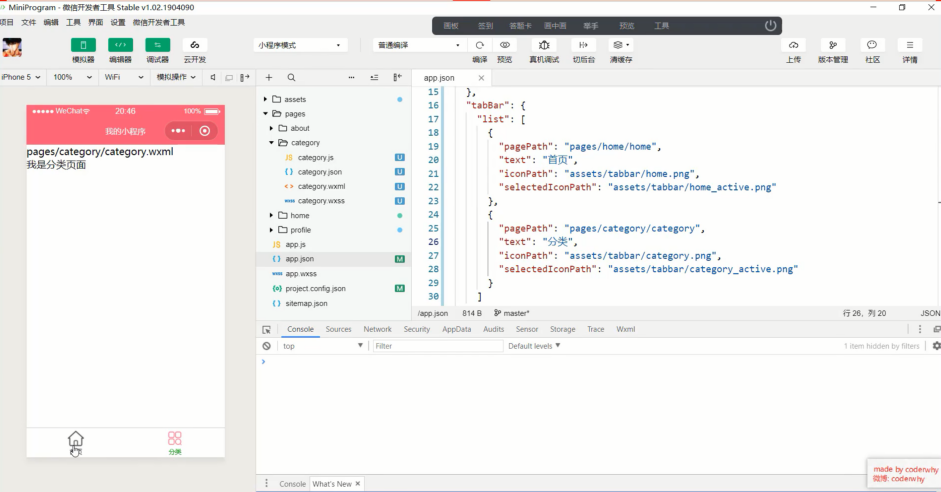 MiniProgram - 微信开发者工具 Stable v1.02.1904090
项目 文件 编辑 工具 界面 设置 微信开发者工具
画板 签到 答题卡 画中画 举手 预览 工具
小程序模式
普通编译
模拟器 编辑器 调试器 云开发
编译 预览 真机调试 切后台 清缓存
上传 版本管理 社区 详情
iPhone 5 100% WiFi 模拟操作
app.json
WeChat 20:46 100%
我的小程序
pages/category/category.wxml
我是分类页面
分类
assets
pages
about
category
category.js U
category.json U
category.wxml U
category.wxss U
home
profile
app.js
app.json M
app.wxss
project.config.json M
sitemap.json
15 },
16 "tabBar": {
17 "list": [
18 {
19 "pagePath": "pages/home/home",
20 "text": "首页",
21 "iconPath": "assets/tabbar/home.png",
22 "selectedIconPath": "assets/tabbar/home_active.png"
23 },
24 {
25 "pagePath": "pages/category/category",
26 "text": "分类",
27 "iconPath": "assets/tabbar/category.png",
28 "selectedIconPath": "assets/tabbar/category_active.png"
29 }
30 ]
/app.json 814 B master* 行 26，列 20 JSON
Console Sources Network Security AppData Audits Sensor Storage Trace Wxml
top Filter Default levels 1 item hidden by filters
Console What's New
made by coderwhy
微博: coderwhy